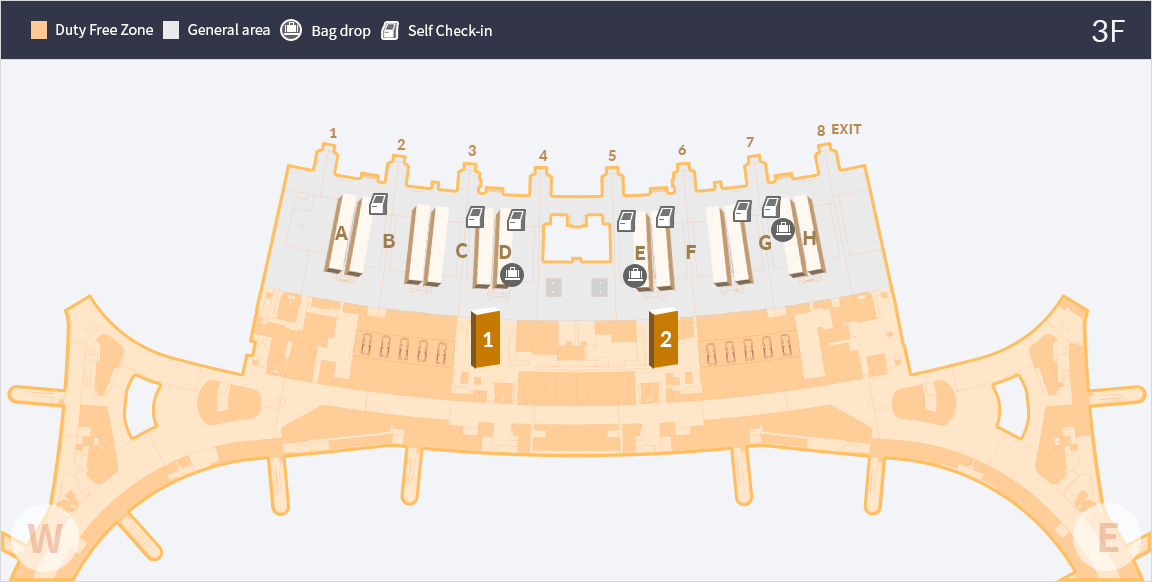 Duty Free Zone General area Bag drop Self Check-in 3F
1 2 3 4 5 6 7 8 EXIT
A B C D E F G H
1 2
W E